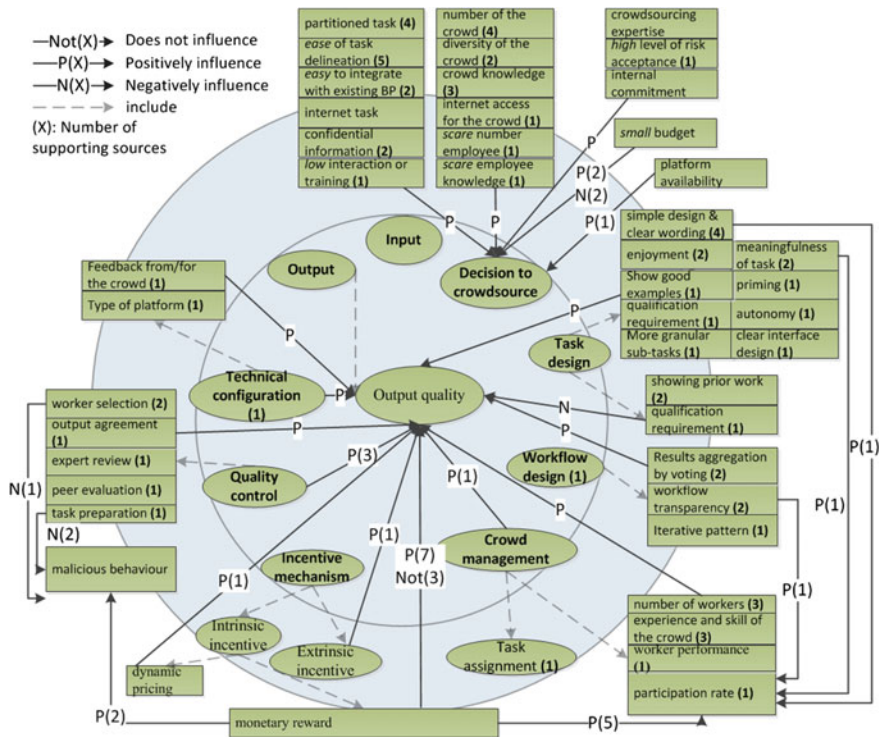 Not(X) Does not influence
P(X) Positively influence
N(X) Negatively influence
include
(X): Number of
supporting sources
partitioned task (4)
ease of task
delineation (5)
easy to integrate
with existing BP (2)
internet task
confidential
information (2)
low interaction or
training (1)
number of the
crowd (4)
diversity of the
crowd (2)
crowd knowledge
(3)
internet access
for the crowd (1)
scare number
employee (1)
scare employee
knowledge (1)
crowdsourcing
expertise
high level of risk
acceptance (1)
internal
commitment
small budget
platform
availability
P
P(2)
N(2)
P(1)
P
P
Input
Output
Decision to
crowdsource
simple design &
clear wording (4)
enjoyment (2)
meaningfulness
of task (2)
Show good
examples (1)
priming (1)
qualification
requirement (1)
autonomy (1)
More granular
sub-tasks (1)
clear interface
design (1)
Feedback from/for
the crowd (1)
Type of platform (1)
P
P
Task
design
Technical
configuration
(1)
P
Output quality
showing prior work
(2)
qualification
requirement (1)
N
P
worker selection (2)
output agreement
(1)
expert review (1)
peer evaluation (1)
task preparation (1)
P
P(3)
Quality
control
Workflow
design (1)
Results aggregation
by voting (2)
workflow
transparency (2)
Iterative pattern (1)
P(1)
P(1)
P(1)
N(1)
N(2)
malicious behaviour
P(1)
P(1)
P(1)
P
P(7)
Not(3)
Incentive
mechanism
Crowd
management
Intrinsic
incentive
Extrinsic
incentive
Task
assignment (1)
dynamic
pricing
number of workers (3)
experience and skill of
the crowd (3)
worker performance
(1)
participation rate (1)
P(2)
monetary reward
P(5)